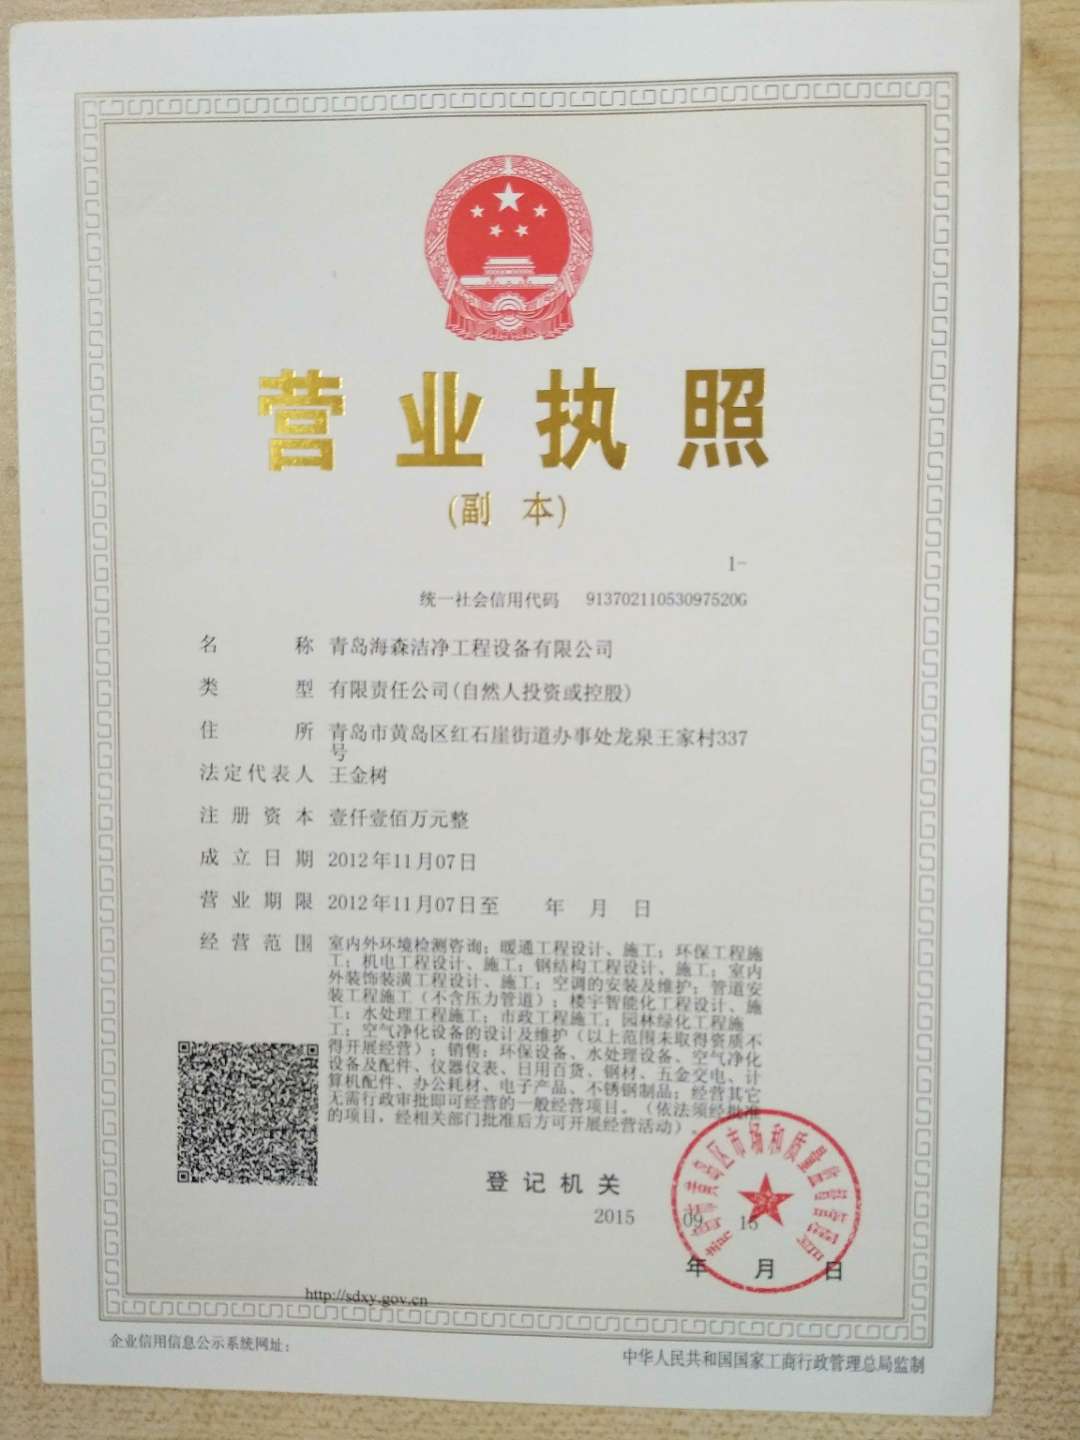 营业执照
(副 本)
1-
统一社会信用代码 91370211053097520G
名称 青岛海森洁净工程设备有限公司
类型 有限责任公司(自然人投资或控股)
住所 青岛市黄岛区红石崖街道办事处龙泉王家村337
号
法定代表人 王金树
注册资本 壹仟壹佰万元整
成立日期 2012年11月07日
营业期限 2012年11月07日至 年 月 日
经营范围 室内外环境检测咨询；暖通工程设计、施工；环保工程施
工；机电工程设计、施工；钢结构工程设计、施工；室内
外装饰装潢工程设计、施工；空调的安装及维护；管道安
装工程施工（不含压力管道）；楼宇智能化工程设计、施
工；水处理工程施工；市政工程施工；园林绿化工程施
工；空气净化设备的设计及维护（以上范围未取得资质不
得开展经营）；销售：环保设备、水处理设备、空气净化
设备及配件、仪器仪表、日用百货、钢材、五金交电、计
算机配件、办公耗材、电子产品、不锈钢制品；经营其它
无需行政审批即可经营的一般经营项目。（依法须经批准
的项目，经相关部门批准后方可开展经营活动）。
登记机关
2015 09
年 月 日
http://sdxy.gov.cn
企业信用信息公示系统网址：
中华人民共和国国家工商行政管理总局监制